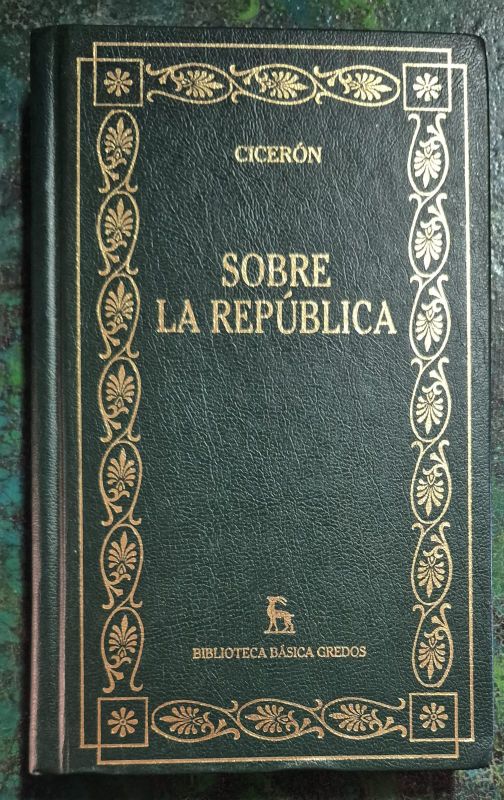 CICERÓN
SOBRE
LA REPÚBLICA
BIBLIOTECA BÁSICA GREDOS